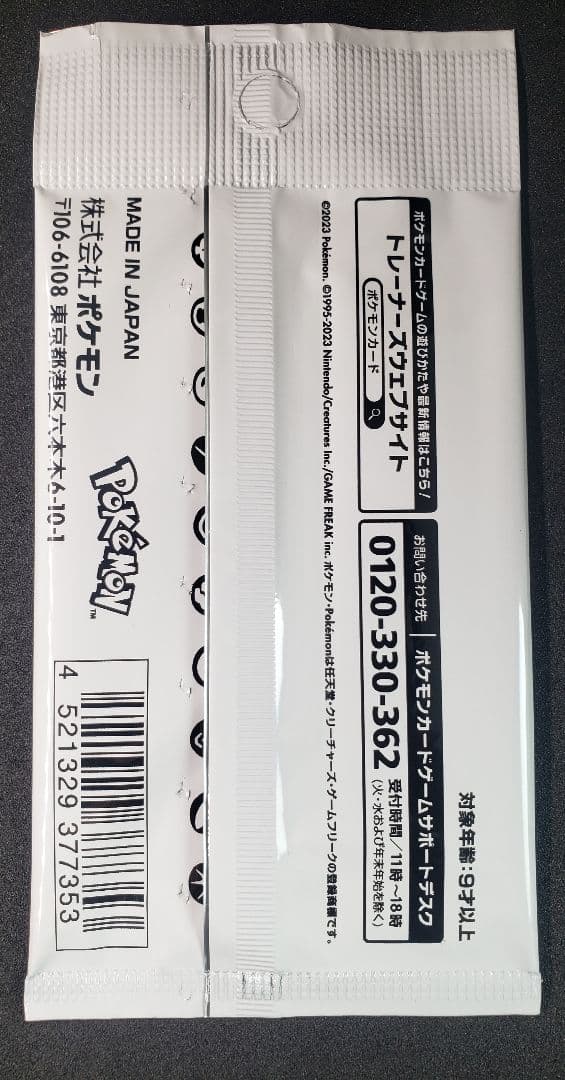 対象年齢:9才以上
ポケモンカードゲームの遊びかたや最新情報はこちら!
トレーナーズウェブサイト
ポケモンカード
お問い合わせ先 ポケモンカードゲームサポートデスク
0120-330-362 受付時間/11時~18時
(火・水および年末年始を除く)
©2023 Pokémon. ©1995-2023 Nintendo/Creatures Inc./GAME FREAK inc. ポケモン・Pokémonは任天堂・クリーチャーズ・ゲームフリークの登録商標です。
MADE IN JAPAN
株式会社 ポケモン
〒106-6108 東京都港区六本木6-10-1
POKéMON™
4 521329 377353